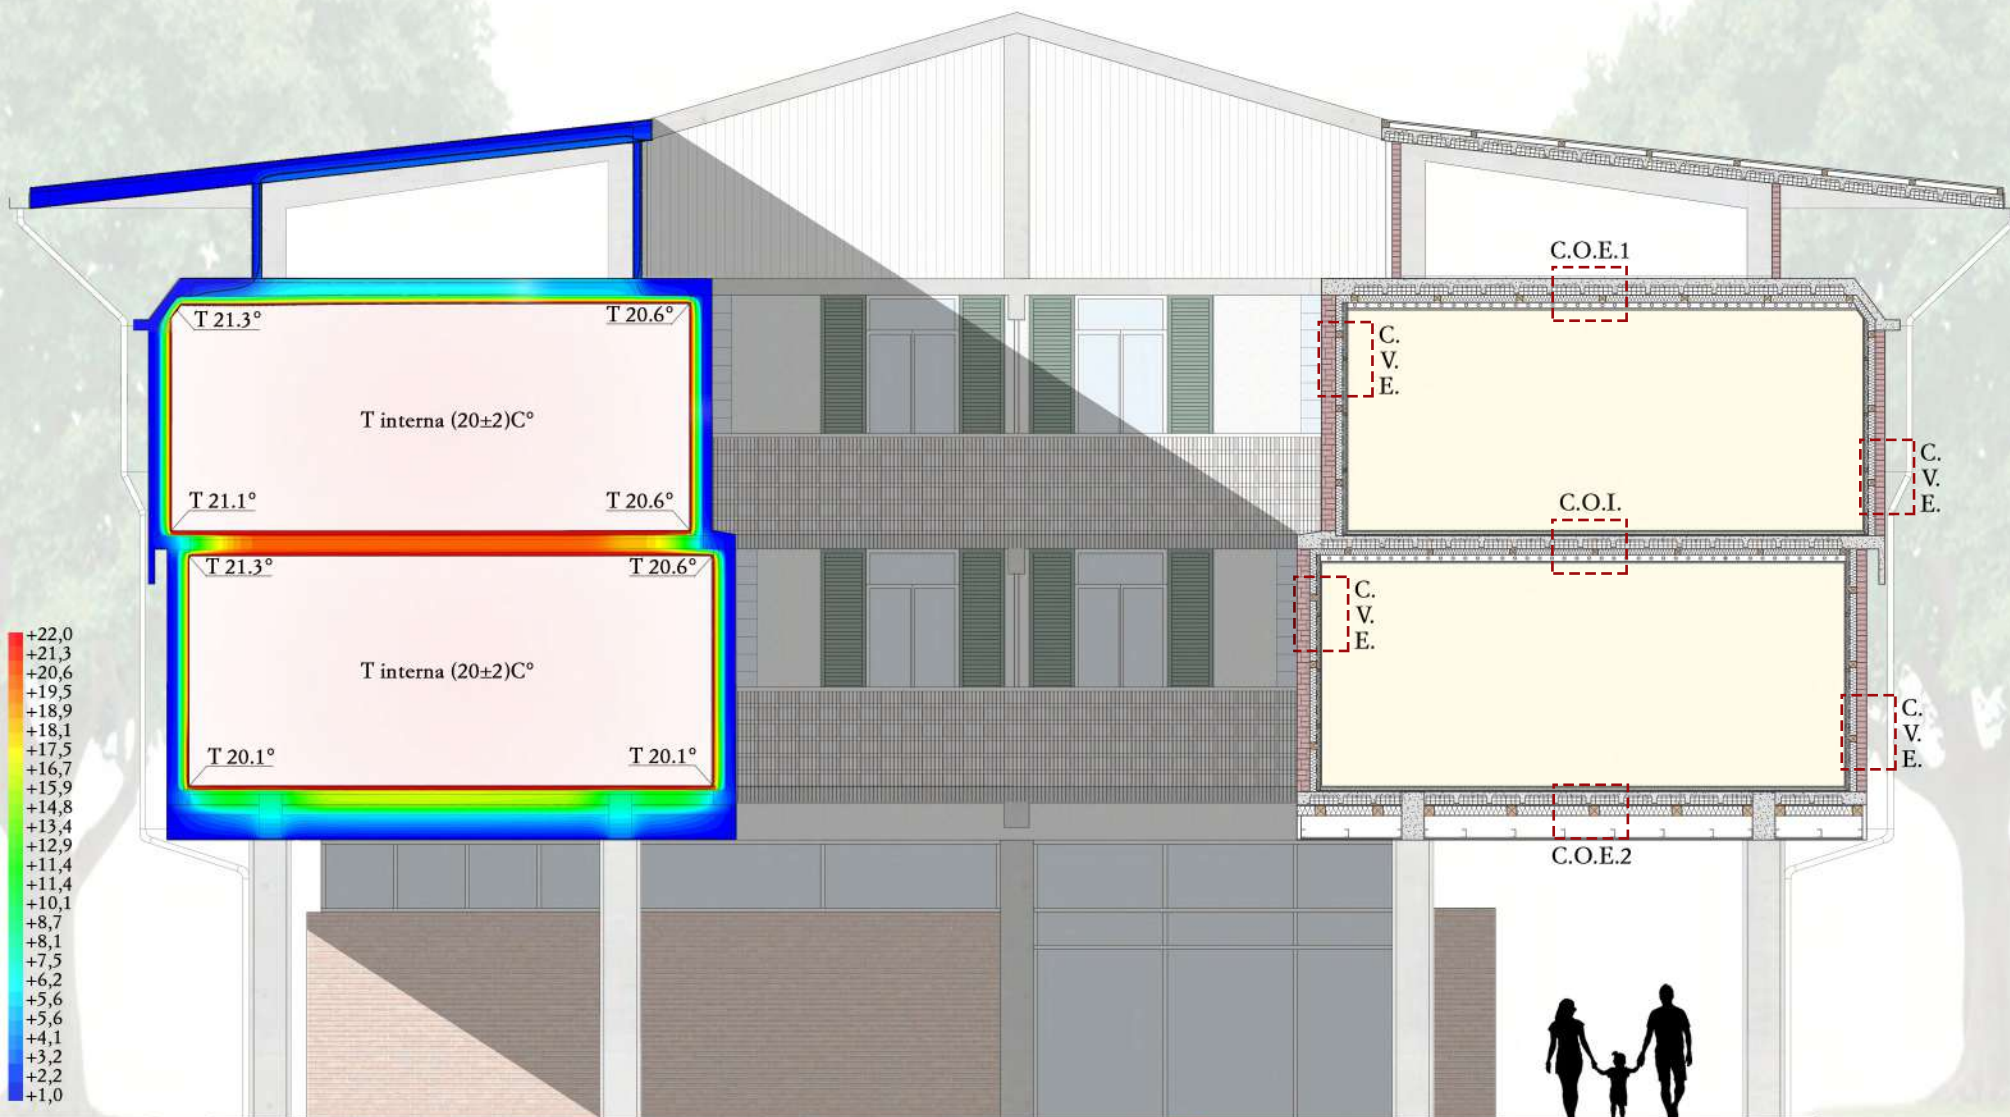 C.O.E.1
T 21.3°
T 20.6°
C.
V.
E.
T interna (20±2)C°
C.
V.
E.
T 21.1°
T 20.6°
C.O.I.
T 21.3°
T 20.6°
C.
V.
E.
T interna (20±2)C°
C.
V.
E.
T 20.1°
T 20.1°
C.O.E.2
+22,0
+21,3
+20,6
+19,5
+18,9
+18,1
+17,5
+16,7
+15,9
+14,8
+13,4
+12,9
+11,4
+11,4
+10,1
+8,7
+8,1
+7,5
+6,2
+5,6
+5,6
+4,1
+3,2
+2,2
+1,0